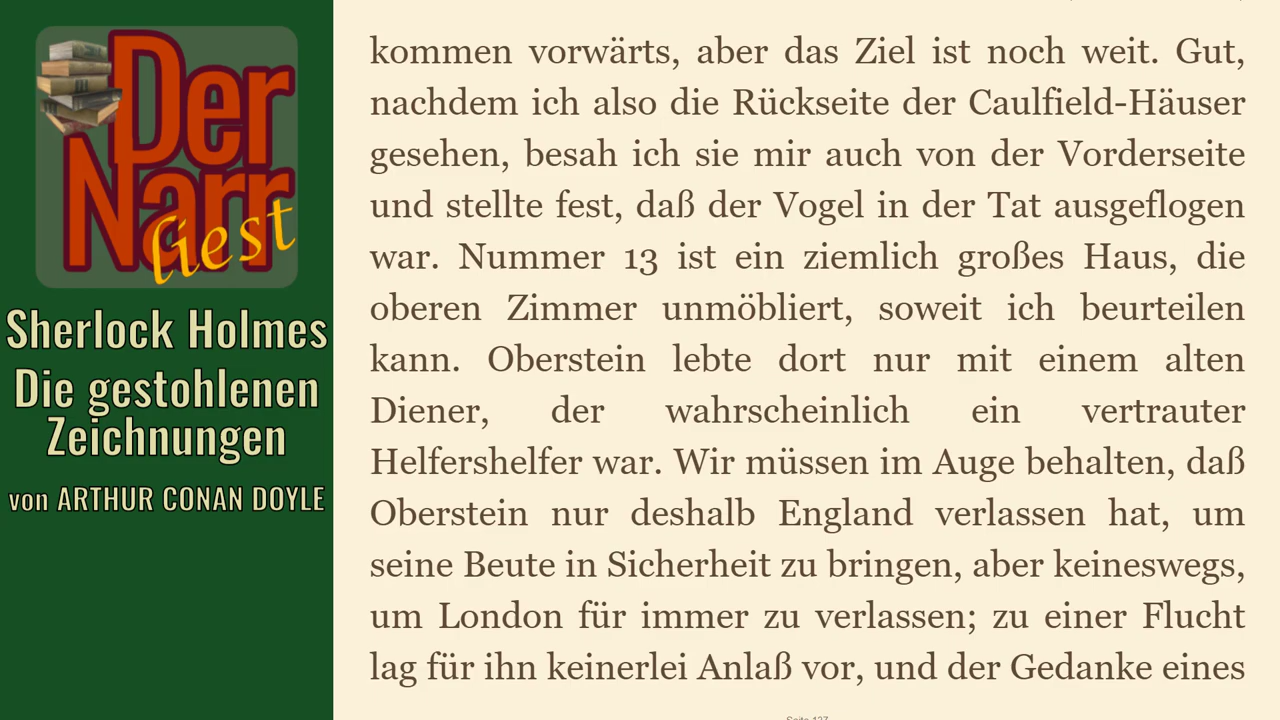 Der
Narr
liest
Sherlock Holmes
Die gestohlenen
Zeichnungen
von ARTHUR CONAN DOYLE
kommen vorwärts, aber das Ziel ist noch weit. Gut,
nachdem ich also die Rückseite der Caulfield-Häuser
gesehen, besah ich sie mir auch von der Vorderseite
und stellte fest, daß der Vogel in der Tat ausgeflogen
war. Nummer 13 ist ein ziemlich großes Haus, die
oberen Zimmer unmöbliert, soweit ich beurteilen
kann. Oberstein lebte dort nur mit einem alten
Diener, der wahrscheinlich ein vertrauter
Helfershelfer war. Wir müssen im Auge behalten, daß
Oberstein nur deshalb England verlassen hat, um
seine Beute in Sicherheit zu bringen, aber keineswegs,
um London für immer zu verlassen; zu einer Flucht
lag für ihn keinerlei Anlaß vor, und der Gedanke eines